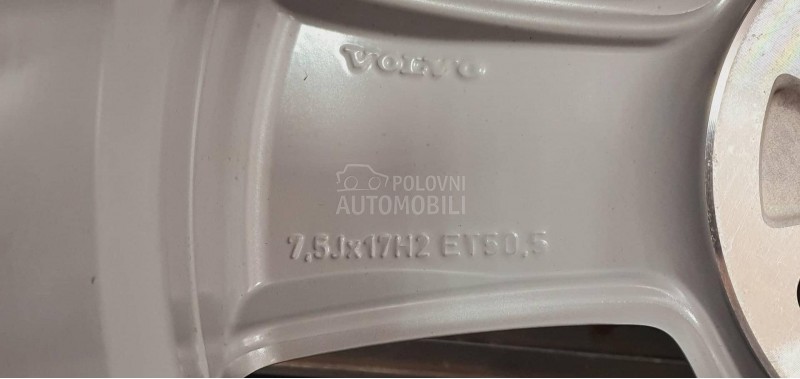 VOLVO
POLOVNI
AUTOMOBILI
7,5Jx17H2 ET50,5